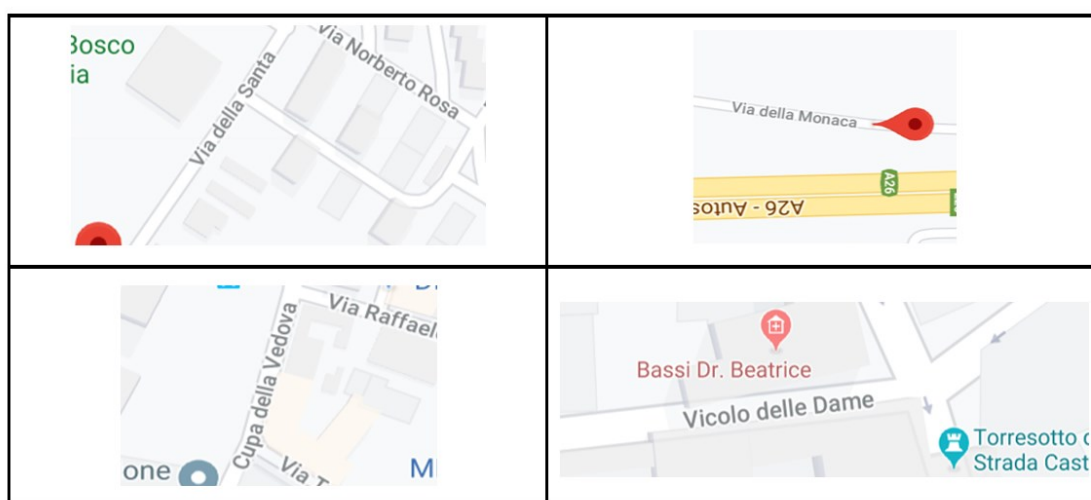 Bosco
ia
Via della Santa
Via Norberto Rosa
Via della Monaca
A26
A26 - Autos
Cupa della Vedova
Via Raffael
Via T
one
M
Bassi Dr. Beatrice
Vicolo delle Dame
Torresotto
Strada Cast